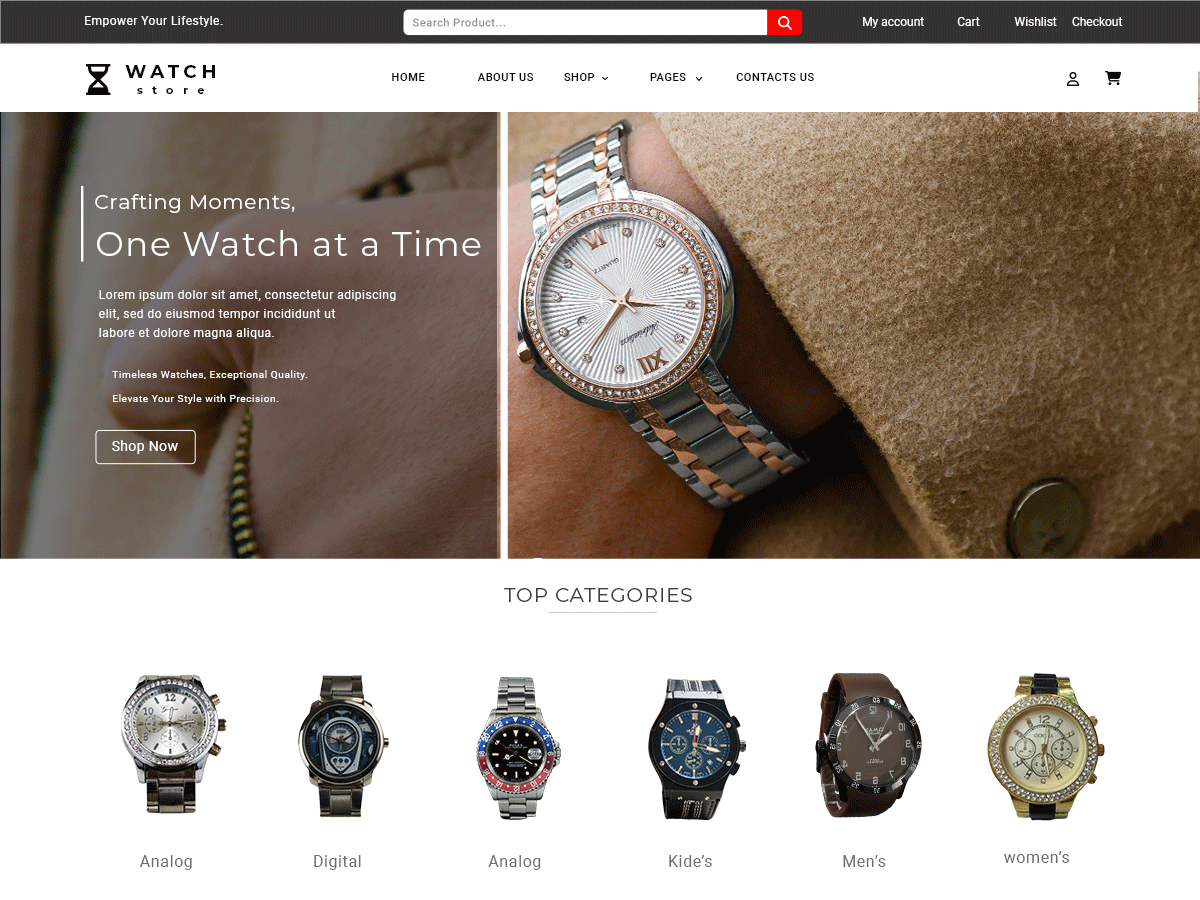 Empower Your Lifestyle.
Search Product...
My account Cart Wishlist Checkout
WATCH
store
HOME ABOUT US SHOP PAGES CONTACTS US
Crafting Moments,
One Watch at a Time
Lorem ipsum dolor sit amet, consectetur adipiscing
elit, sed do eiusmod tempor incididunt ut
labore et dolore magna aliqua.
Timeless Watches, Exceptional Quality.
Elevate Your Style with Precision.
Shop Now
QUARTZ
XII
TOP CATEGORIES
Analog Digital Analog Kide's Men's women's